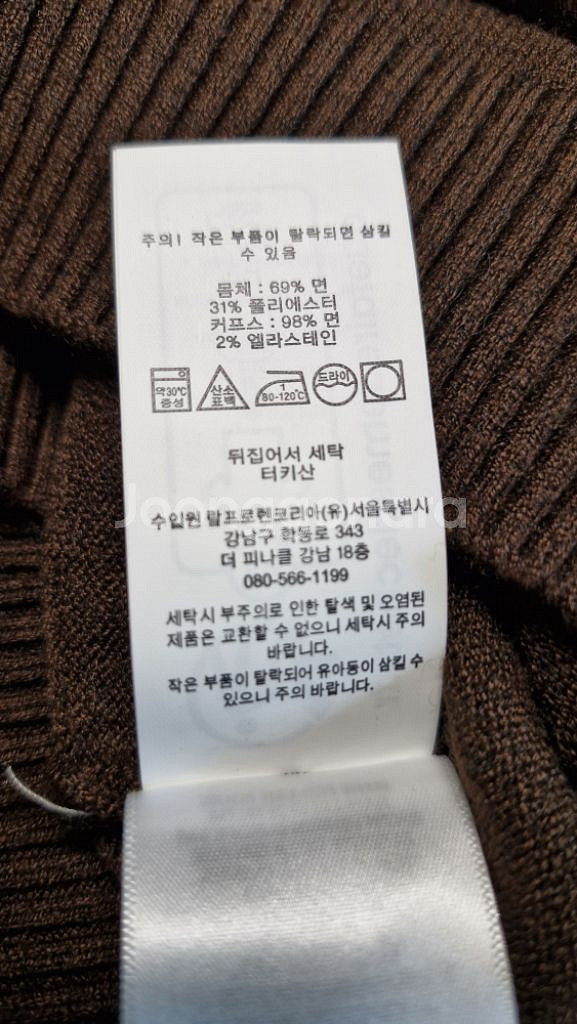 주의! 작은 부품이 탈락되면 삼킬
수 있음
몸체 : 69% 면
31% 폴리에스터
커프스 : 98% 면
2% 엘라스테인
약30℃
중성
산소
표백
1
80-120℃
드라이
뒤집어서 세탁
터키산
수입원 랄프로렌코리아(유)서울특별시
강남구 학동로 343
더 피나클 강남 18층
080-566-1199
세탁시 부주의로 인한 탈색 및 오염된
제품은 교환할 수 없으니 세탁시 주의
바랍니다.
작은 부품이 탈락되어 유아동이 삼킬 수
있으니 주의 바랍니다.
Joonggonara